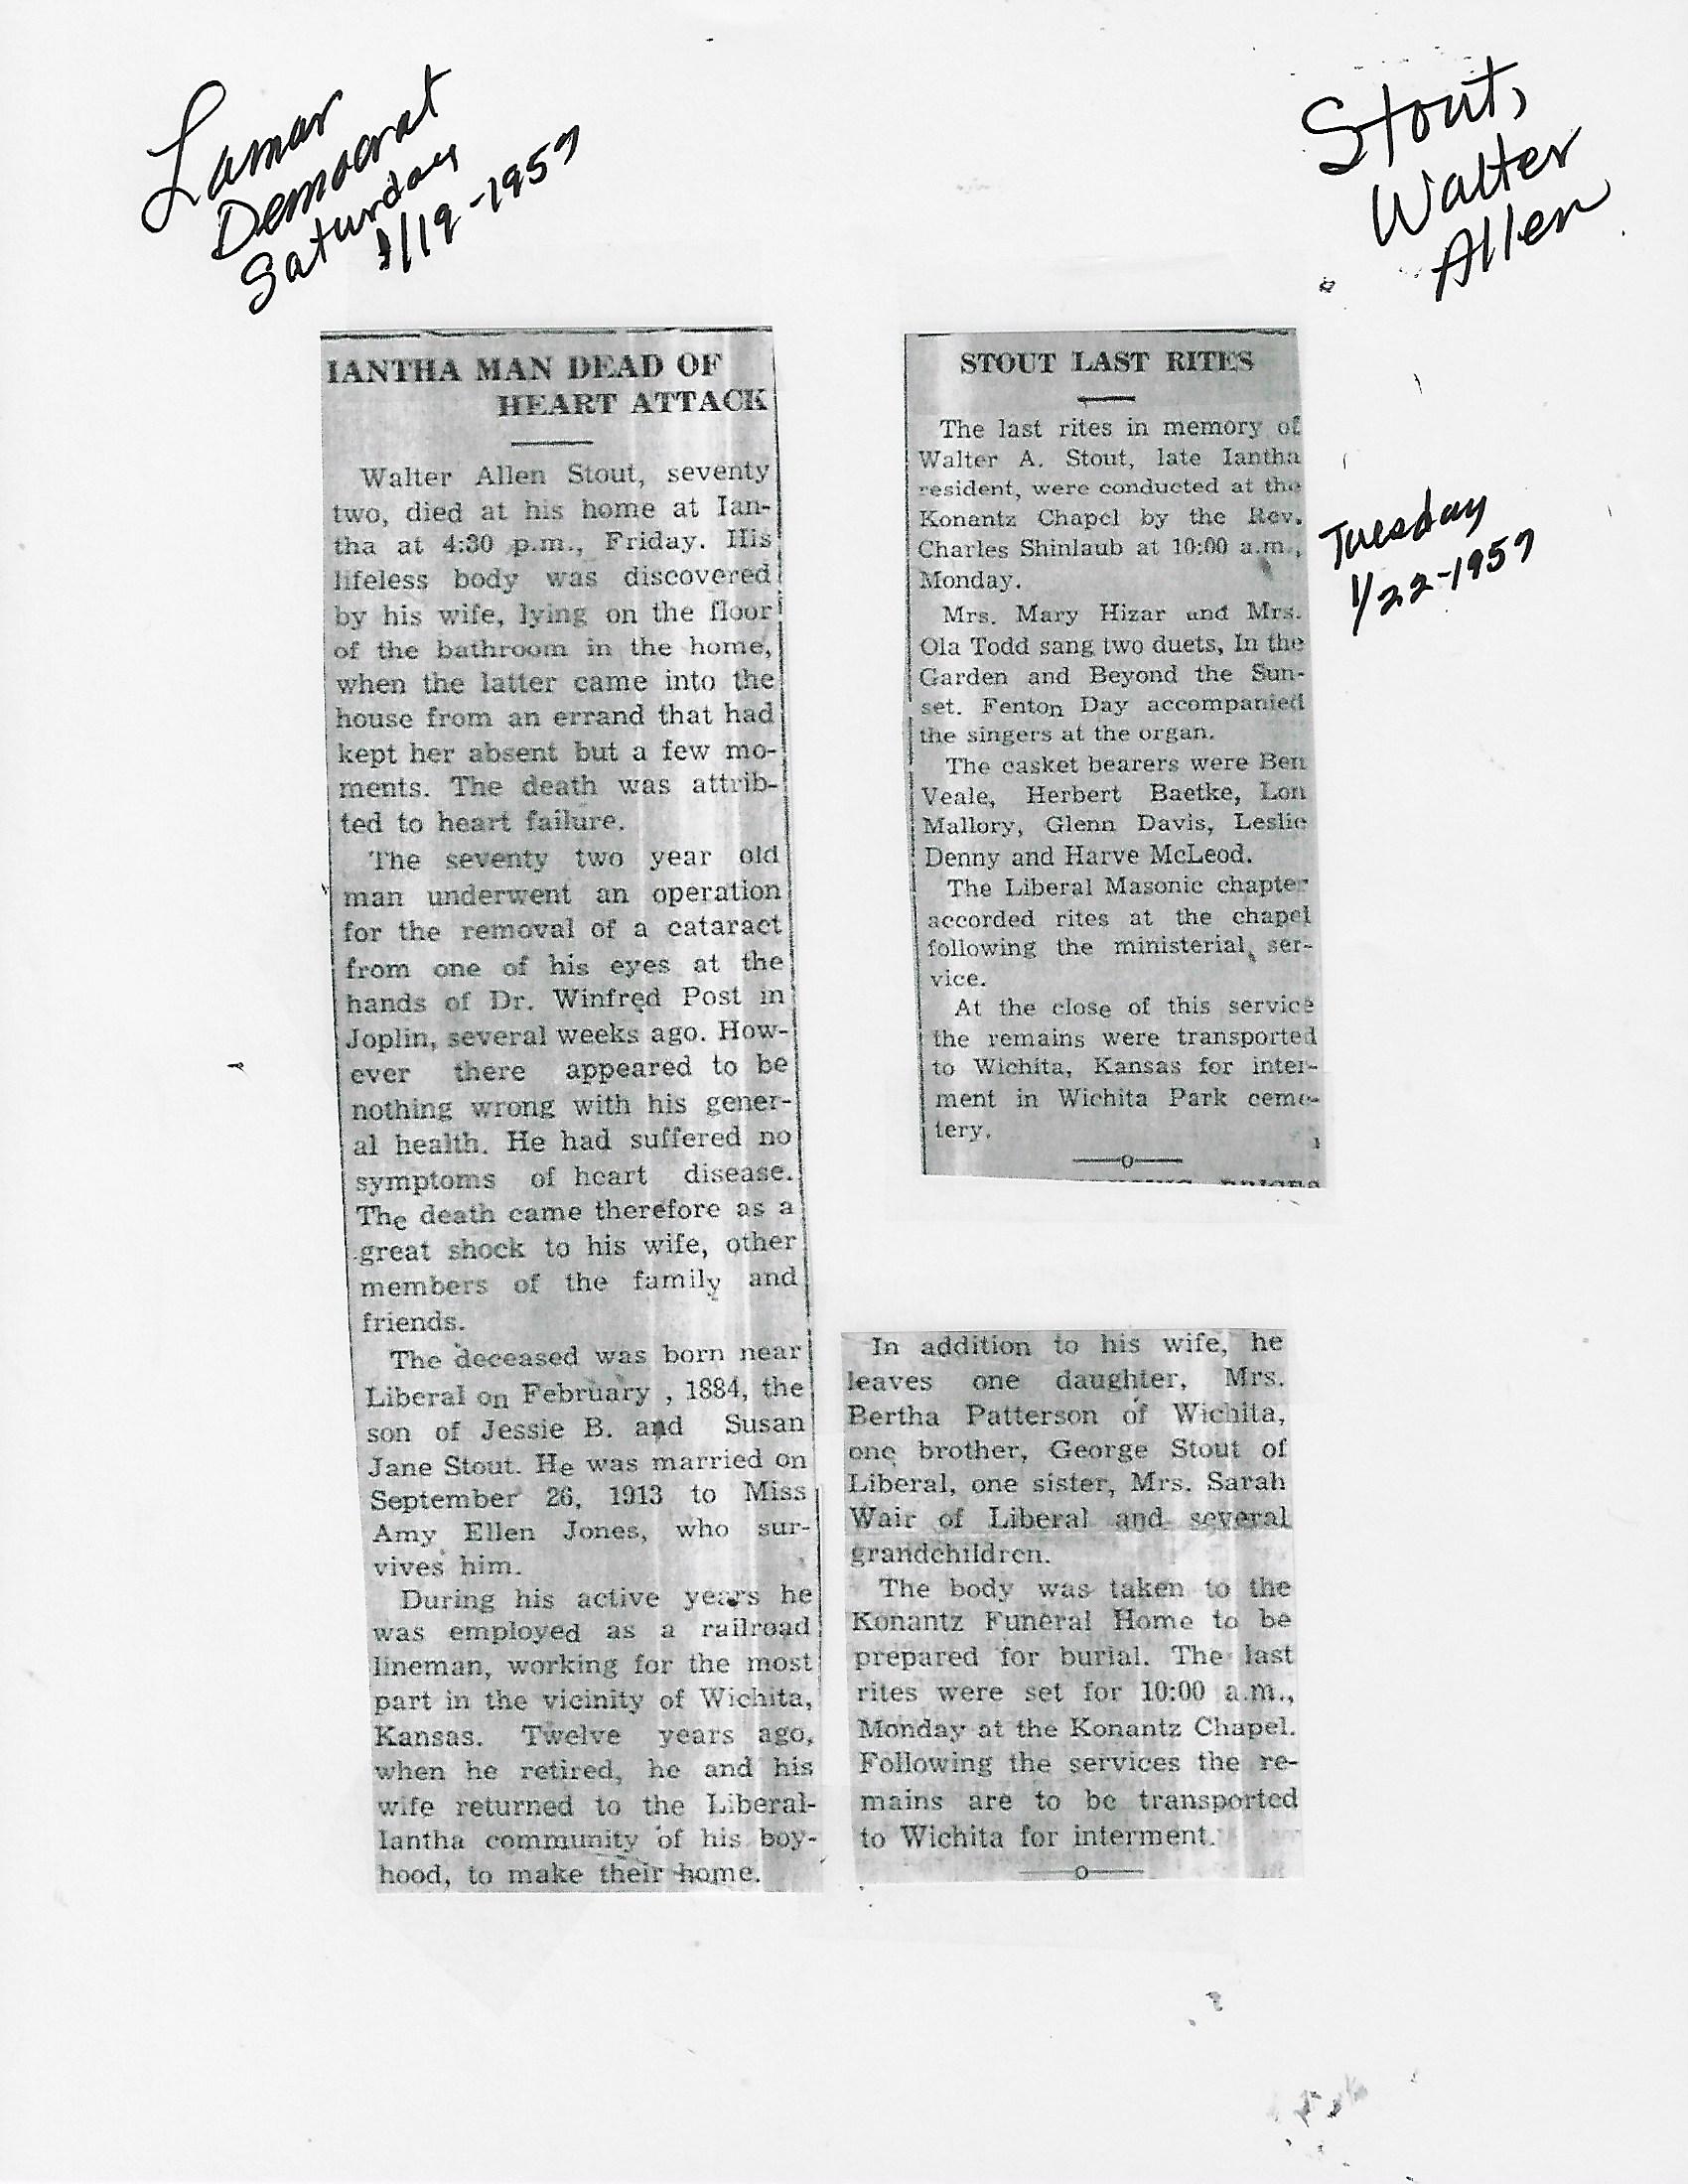 Lamar
Democrat
Saturday
1/19-1957
Stout,
Walter
Allen
IANTHA MAN DEAD OF
HEART ATTACK
Walter Allen Stout, seventy
two, died at his home at Ian-
tha at 4:30 p.m., Friday. His
lifeless body was discovered
by his wife, lying on the floor
of the bathroom in the home,
when the latter came into the
house from an errand that had
kept her absent but a few mo-
ments. The death was attrib-
ted to heart failure.
The seventy two year old
man underwent an operation
for the removal of a cataract
from one of his eyes at the
hands of Dr. Winfred Post in
Joplin, several weeks ago. How-
ever there appeared to be
nothing wrong with his gener-
al health. He had suffered no
symptoms of heart disease.
The death came therefore as a
great shock to his wife, other
members of the family and
friends.
The deceased was born near
Liberal on February , 1884, the
son of Jessie B. and Susan
Jane Stout. He was married on
September 26, 1913 to Miss
Amy Ellen Jones, who sur-
vives him.
During his active years he
was employed as a railroad
lineman, working for the most
part in the vicinity of Wichita,
Kansas. Twelve years ago,
when he retired, he and his
wife returned to the Liberal-
Iantha community of his boy-
hood, to make their home.
In addition to his wife, he
leaves one daughter, Mrs.
Bertha Patterson of Wichita,
one brother, George Stout of
Liberal, one sister, Mrs. Sarah
Wair of Liberal and several
grandchildren.
The body was taken to the
Konantz Funeral Home to be
prepared for burial. The last
rites were set for 10:00 a.m.,
Monday at the Konantz Chapel.
Following the services the re-
mains are to be transported
to Wichita for interment.
STOUT LAST RITES
The last rites in memory of
Walter A. Stout, late Iantha
resident, were conducted at the
Konantz Chapel by the Rev.
Charles Shinlaub at 10:00 a.m.,
Monday.
Mrs. Mary Hizar and Mrs.
Ola Todd sang two duets, In the
Garden and Beyond the Sun-
set. Fenton Day accompanied
the singers at the organ.
The casket bearers were Ben
Veale, Herbert Baetke, Lon
Mallory, Glenn Davis, Leslie
Denny and Harve McLeod.
The Liberal Masonic chapter
accorded rites at the chapel
following the ministerial ser-
vice.
At the close of this service
the remains were transported
to Wichita, Kansas for inter-
ment in Wichita Park ceme-
tery.
Tuesday
1/22-1957